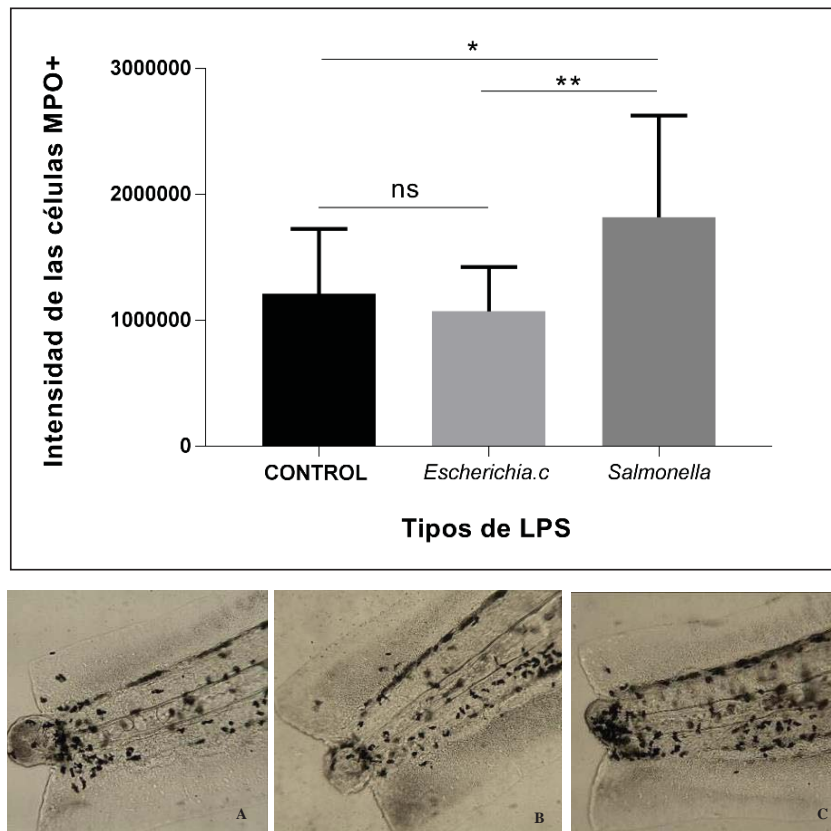 *
**
ns
3000000
2000000
1000000
0
Intensidad de las células MPO+
CONTROL
Escherichia.c
Salmonella
Tipos de LPS
A
B
C